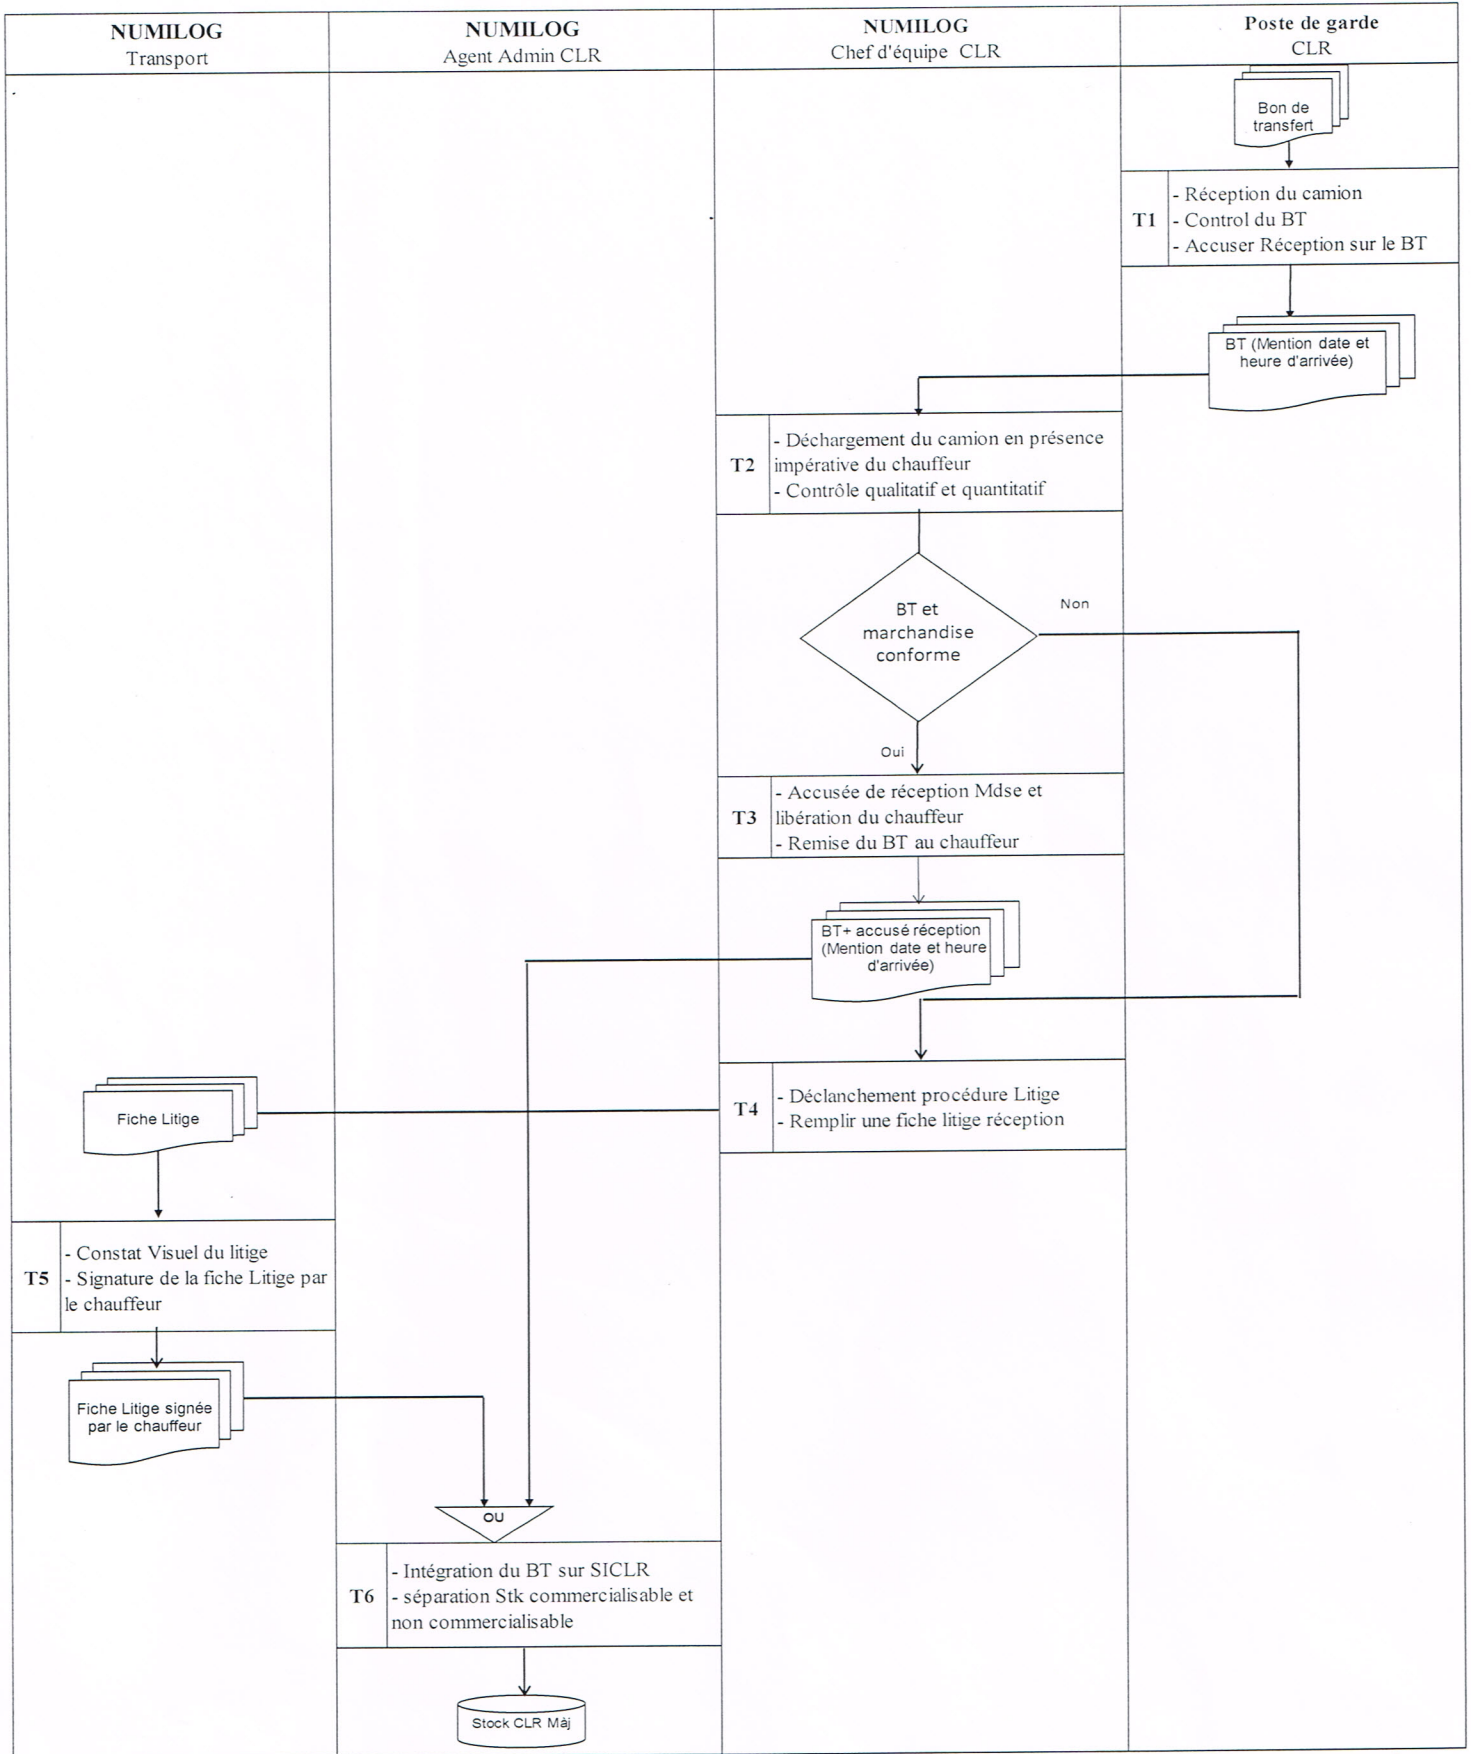 NUMILOG
Transport
NUMILOG
Agent Admin CLR
NUMILOG
Chef d'équipe CLR
Poste de garde
CLR
Bon de
transfert
T1
- Réception du camion
- Control du BT
- Accuser Réception sur le BT
BT (Mention date et
heure d'arrivée)
T2
- Déchargement du camion en présence
impérative du chauffeur
- Contrôle qualitatif et quantitatif
BT et
marchandise
conforme
Non
Oui
T3
- Accusée de réception Mdse et
libération du chauffeur
- Remise du BT au chauffeur
BT+ accusé réception
(Mention date et heure
d'arrivée)
T4
- Déclanchement procédure Litige
- Remplir une fiche litige réception
Fiche Litige
T5
- Constat Visuel du litige
- Signature de la fiche Litige par
le chauffeur
Fiche Litige signée
par le chauffeur
OU
T6
- Intégration du BT sur SICLR
- séparation Stk commercialisable et
non commercialisable
Stock CLR Màj